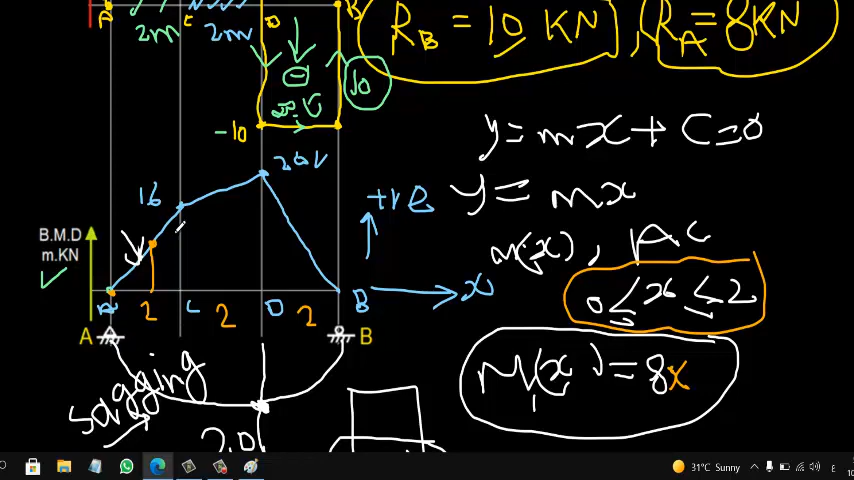 A C D B
2m 2m
R_B = 10 KN, R_A = 8KN
10
-10
y = mx + C = 0
20
y = mx
16
+ve
M(x), AC
B.M.D
m.KN
0 ≤ x ≤ 2
x
A 2 C 2 D 2 B
A B
M(x) = 8x
sagging
20
31°C Sunny